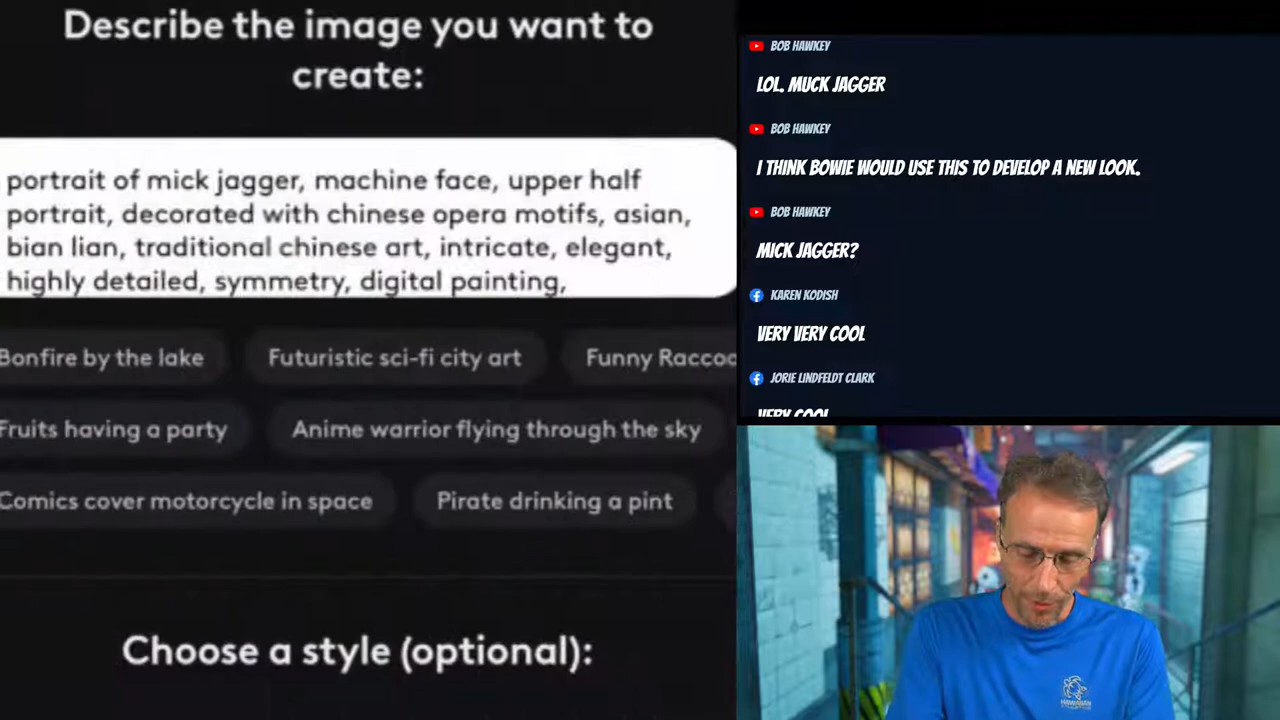 Describe the image you want to
create:
portrait of mick jagger, machine face, upper half
portrait, decorated with chinese opera motifs, asian,
bian lian, traditional chinese art, intricate, elegant,
highly detailed, symmetry, digital painting,
Bonfire by the lake
Futuristic sci-fi city art
Funny Raccoo
Fruits having a party
Anime warrior flying through the sky
Comics cover motorcycle in space
Pirate drinking a pint
Choose a style (optional):
BOB HAWKEY
LOL. MUCK JAGGER
BOB HAWKEY
I THINK BOWIE WOULD USE THIS TO DEVELOP A NEW LOOK.
BOB HAWKEY
MICK JAGGER?
KAREN KODISH
VERY VERY COOL
JORIE LINDFELDT CLARK
VERY COOL